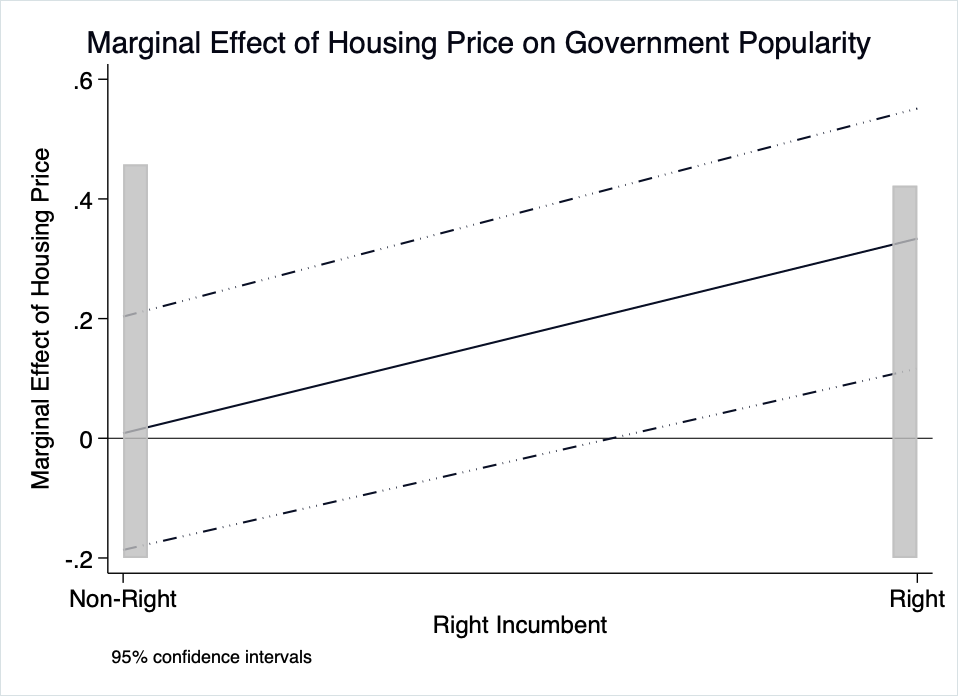 Marginal Effect of Housing Price on Government Popularity
Marginal Effect of Housing Price
.6
.4
.2
0
-.2
Non-Right
Right
Right Incumbent
95% confidence intervals